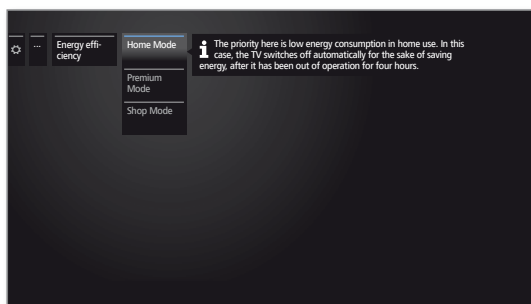 ...
Energy effi-
ciency
Home Mode
i The priority here is low energy consumption in home use. In this
case, the TV switches off automatically for the sake of saving
energy, after it has been out of operation for four hours.
Premium
Mode
Shop Mode